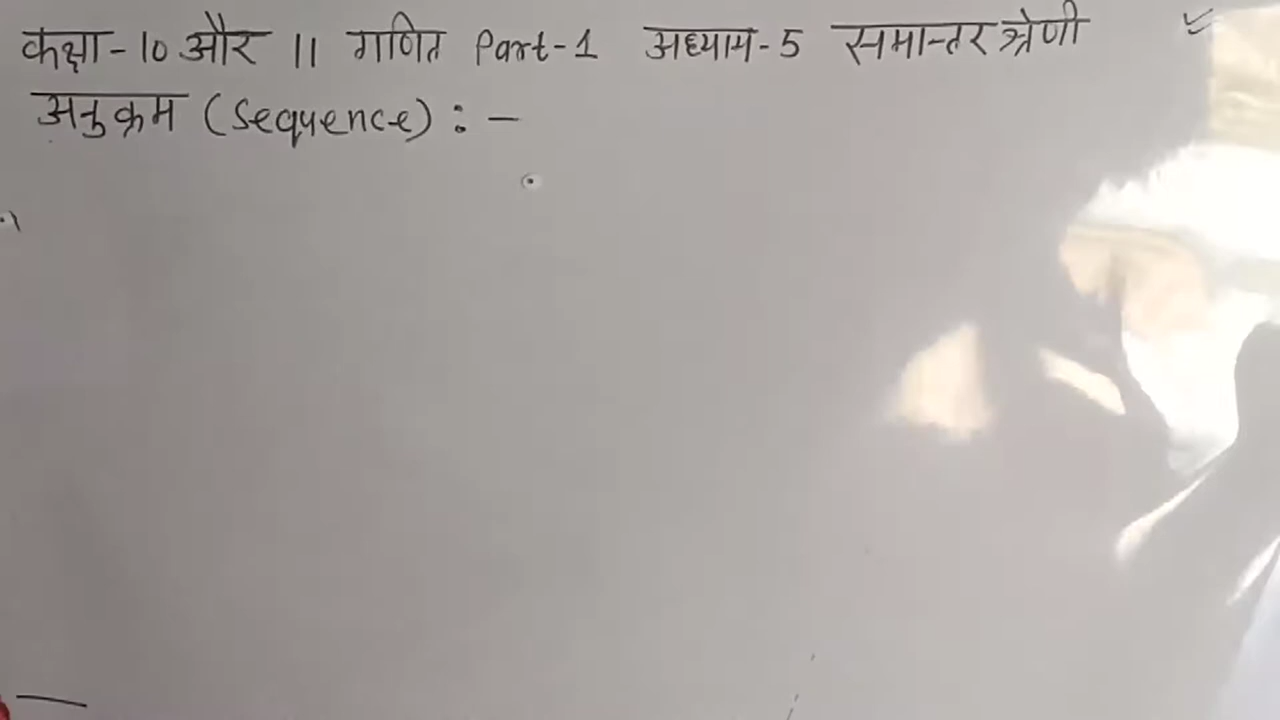 कक्षा-10 और 11 गणित Part-1 अध्याय-5 समान्तर श्रेणी
अनुक्रम (Sequence) : -